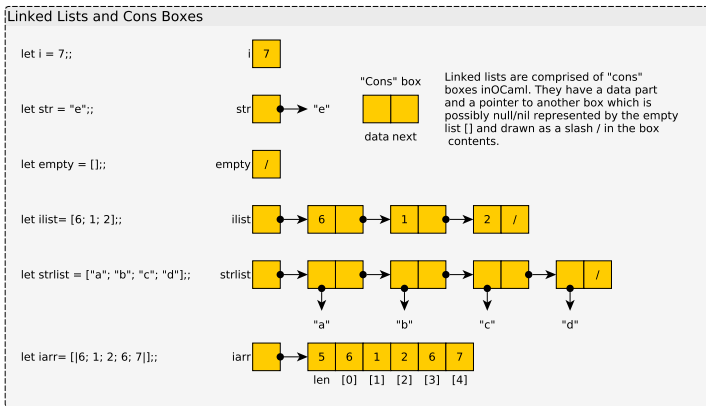 Linked Lists and Cons Boxes
let i = 7;;
i 7
"Cons" box
data next
Linked lists are comprised of "cons"
boxes inOCaml. They have a data part
and a pointer to another box which is
possibly null/nil represented by the empty
list [] and drawn as a slash / in the box
contents.
let str = "e";;
str "e"
let empty = [];;
empty /
let ilist= [6; 1; 2];;
ilist 6 1 2 /
let strlist = ["a"; "b"; "c"; "d"];;
strlist /
"a" "b" "c" "d"
let iarr= [|6; 1; 2; 6; 7|];;
iarr 5 6 1 2 6 7
len [0] [1] [2] [3] [4]